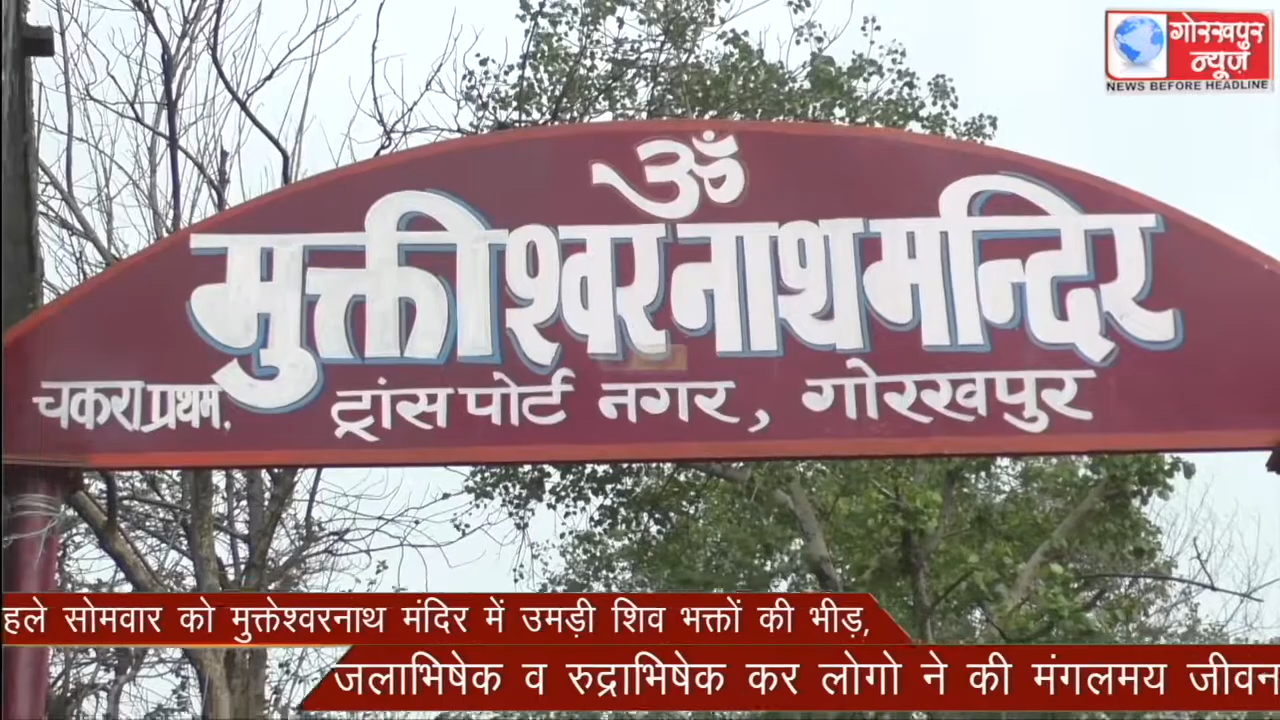 गोरखपुर
न्यूज़
NEWS BEFORE HEADLINE
ॐ
मुक्तीश्वरनाथ मन्दिर
चकरा प्रथम, ट्रांसपोर्ट नगर, गोरखपुर
हले सोमवार को मुक्तेश्वरनाथ मंदिर में उमड़ी शिव भक्तों की भीड़,
जलाभिषेक व रुद्राभिषेक कर लोगो ने की मंगलमय जीवन